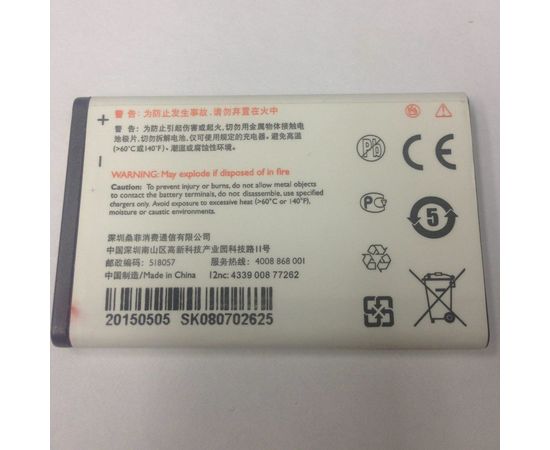 +
-
警告:为防止发生事故,请勿弃置在火中
警告:为防止引起伤害或起火,切勿用金属物体接触电
地极片,切勿拆解电池,使用规定的充电器。避免高温
(>60°C或140°F)、潮湿或腐蚀性环境。
WARNING: May explode if disposed of in fire
Caution: To prevent injury or burns, do not allow metal objects
to contact the battery terminals, do not disassemble, use specified
chargers only. Avoid exposure to excessive heat (>60°C or 140°F),
moisture or caustic environments.
深圳桑菲消费通信有限公司
中国深圳南山区高新科技产业园科技路11号
邮政编码:518057 服务热线:4008 868 001
中国制造/Made in China 12nc: 4339 008 77262
20150505 SK080702625
Pb
CE
PC
5